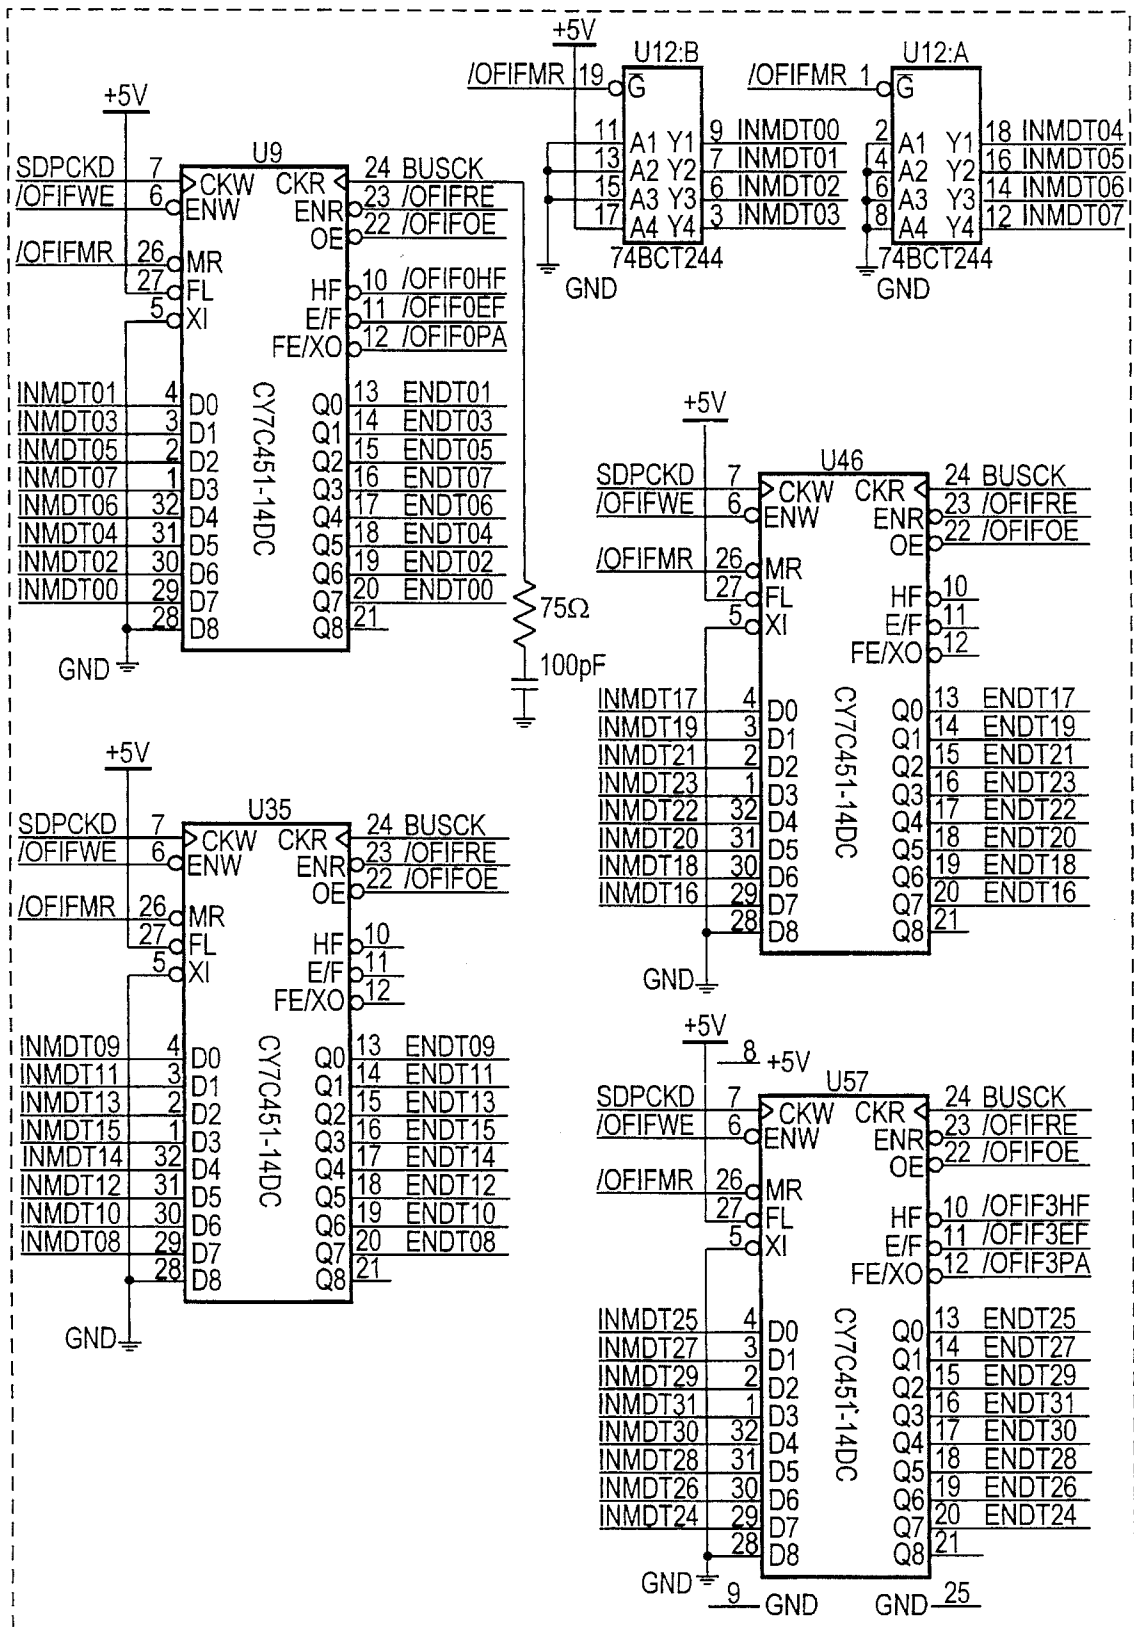 +5V
U12:B
/OFIFMR 19 G
11 A1 Y1 9 INMDT00
13 A2 Y2 7 INMDT01
15 A3 Y3 6 INMDT02
17 A4 Y4 3 INMDT03
74BCT244
GND
U12:A
/OFIFMR 1 G
2 A1 Y1 18 INMDT04
4 A2 Y2 16 INMDT05
6 A3 Y3 14 INMDT06
8 A4 Y4 12 INMDT07
74BCT244
GND
+5V
U9
SDPCKD 7 CKW CKR 24 BUSCK
/OFIFWE 6 ENW ENR 23 /OFIFRE
OE 22 /OFIFOE
/OFIFMR 26 MR
27 FL HF 10 /OFIF0HF
5 XI E/F 11 /OFIF0EF
FE/XO 12 /OFIF0PA
CY7C451-14DC
INMDT01 4 D0 Q0 13 ENDT01
INMDT03 3 D1 Q1 14 ENDT03
INMDT05 2 D2 Q2 15 ENDT05
INMDT07 1 D3 Q3 16 ENDT07
INMDT06 32 D4 Q4 17 ENDT06
INMDT04 31 D5 Q5 18 ENDT04
INMDT02 30 D6 Q6 19 ENDT02
INMDT00 29 D7 Q7 20 ENDT00
28 D8 Q8 21
GND
75Ω
100pF
+5V
U46
SDPCKD 7 CKW CKR 24 BUSCK
/OFIFWE 6 ENW ENR 23 /OFIFRE
OE 22 /OFIFOE
/OFIFMR 26 MR
27 FL HF 10
5 XI E/F 11
FE/XO 12
CY7C451-14DC
INMDT17 4 D0 Q0 13 ENDT17
INMDT19 3 D1 Q1 14 ENDT19
INMDT21 2 D2 Q2 15 ENDT21
INMDT23 1 D3 Q3 16 ENDT23
INMDT22 32 D4 Q4 17 ENDT22
INMDT20 31 D5 Q5 18 ENDT20
INMDT18 30 D6 Q6 19 ENDT18
INMDT16 29 D7 Q7 20 ENDT16
28 D8 Q8 21
GND
+5V
U35
SDPCKD 7 CKW CKR 24 BUSCK
/OFIFWE 6 ENW ENR 23 /OFIFRE
OE 22 /OFIFOE
/OFIFMR 26 MR
27 FL HF 10
5 XI E/F 11
FE/XO 12
CY7C451-14DC
INMDT09 4 D0 Q0 13 ENDT09
INMDT11 3 D1 Q1 14 ENDT11
INMDT13 2 D2 Q2 15 ENDT13
INMDT15 1 D3 Q3 16 ENDT15
INMDT14 32 D4 Q4 17 ENDT14
INMDT12 31 D5 Q5 18 ENDT12
INMDT10 30 D6 Q6 19 ENDT10
INMDT08 29 D7 Q7 20 ENDT08
28 D8 Q8 21
GND
+5V
8 +5V
U57
SDPCKD 7 CKW CKR 24 BUSCK
/OFIFWE 6 ENW ENR 23 /OFIFRE
OE 22 /OFIFOE
/OFIFMR 26 MR
27 FL HF 10 /OFIF3HF
5 XI E/F 11 /OFIF3EF
FE/XO 12 /OFIF3PA
CY7C451-14DC
INMDT25 4 D0 Q0 13 ENDT25
INMDT27 3 D1 Q1 14 ENDT27
INMDT29 2 D2 Q2 15 ENDT29
INMDT31 1 D3 Q3 16 ENDT31
INMDT30 32 D4 Q4 17 ENDT30
INMDT28 31 D5 Q5 18 ENDT28
INMDT26 30 D6 Q6 19 ENDT26
INMDT24 29 D7 Q7 20 ENDT24
28 D8 Q8 21
GND
9 GND GND 25